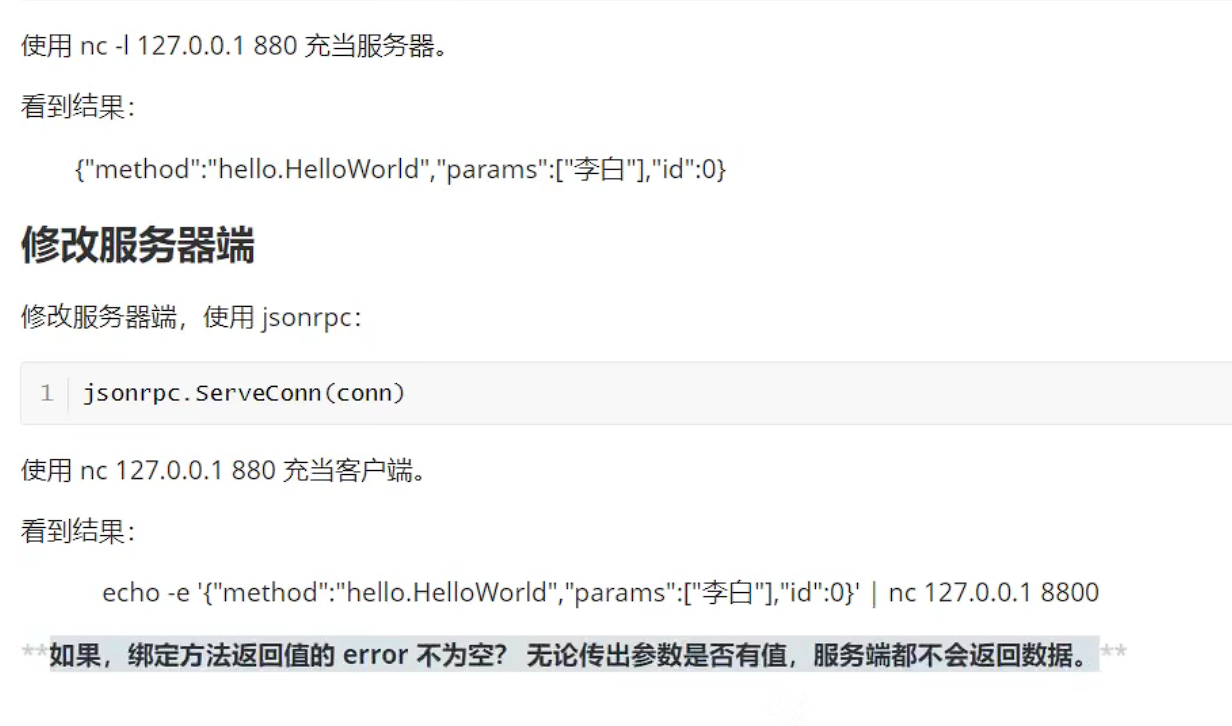 使用 nc -l 127.0.0.1 880 充当服务器。
看到结果：
{"method":"hello.HelloWorld","params":["李白"],"id":0}
修改服务器端
修改服务器端，使用 jsonrpc：
1 jsonrpc.ServeConn(conn)
使用 nc 127.0.0.1 880 充当客户端。
看到结果：
echo -e '{"method":"hello.HelloWorld","params":["李白"],"id":0}' | nc 127.0.0.1 8800
**如果，绑定方法返回值的 error 不为空？ 无论传出参数是否有值，服务端都不会返回数据。**